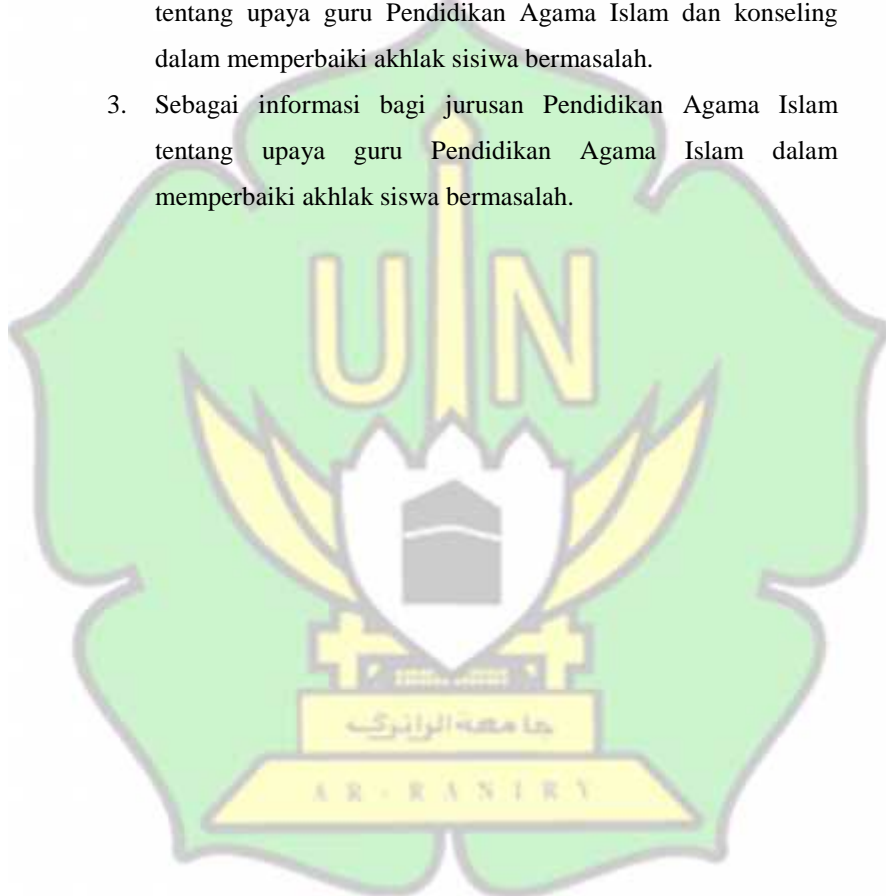 tentang upaya guru Pendidikan Agama Islam dan konseling
dalam memperbaiki akhlak sisiwa bermasalah.
3. Sebagai informasi bagi jurusan Pendidikan Agama Islam
tentang upaya guru Pendidikan Agama Islam dalam
memperbaiki akhlak siswa bermasalah.
UIN
جامعة الرانري
AR-RANIRY